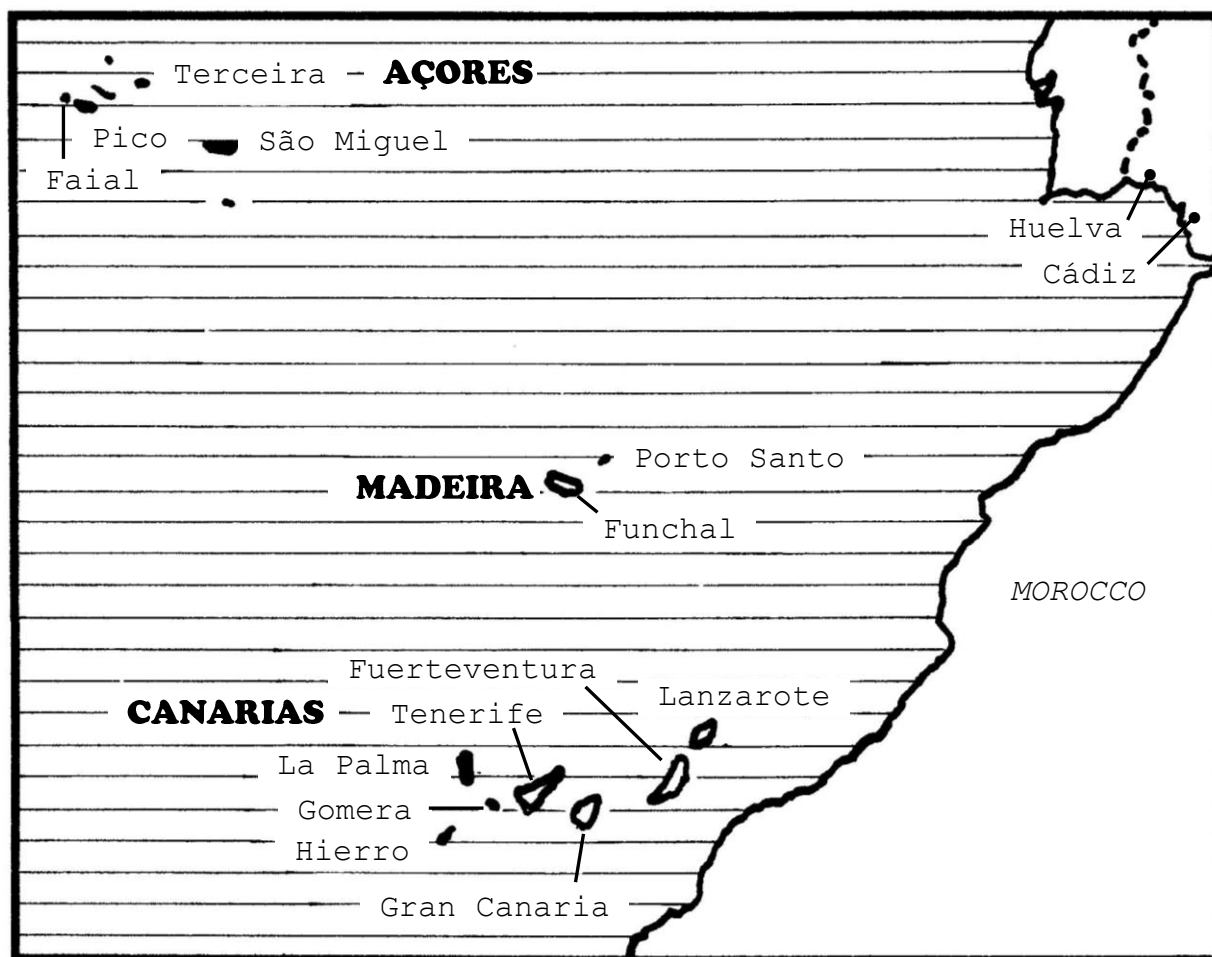 Terceira – AÇORES
Pico
São Miguel
Faial
Huelva
Cádiz
Porto Santo
MADEIRA
Funchal
MOROCCO
Fuerteventura
Lanzarote
CANARIAS – Tenerife
La Palma
Gomera
Hierro
Gran Canaria